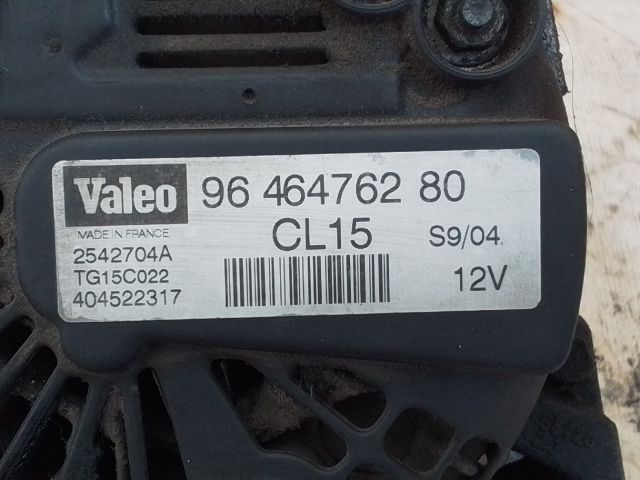 Valeo 96 464762 80
MADE IN FRANCE CL15 S9/04.
2542704A
TG15C022 12V
404522317